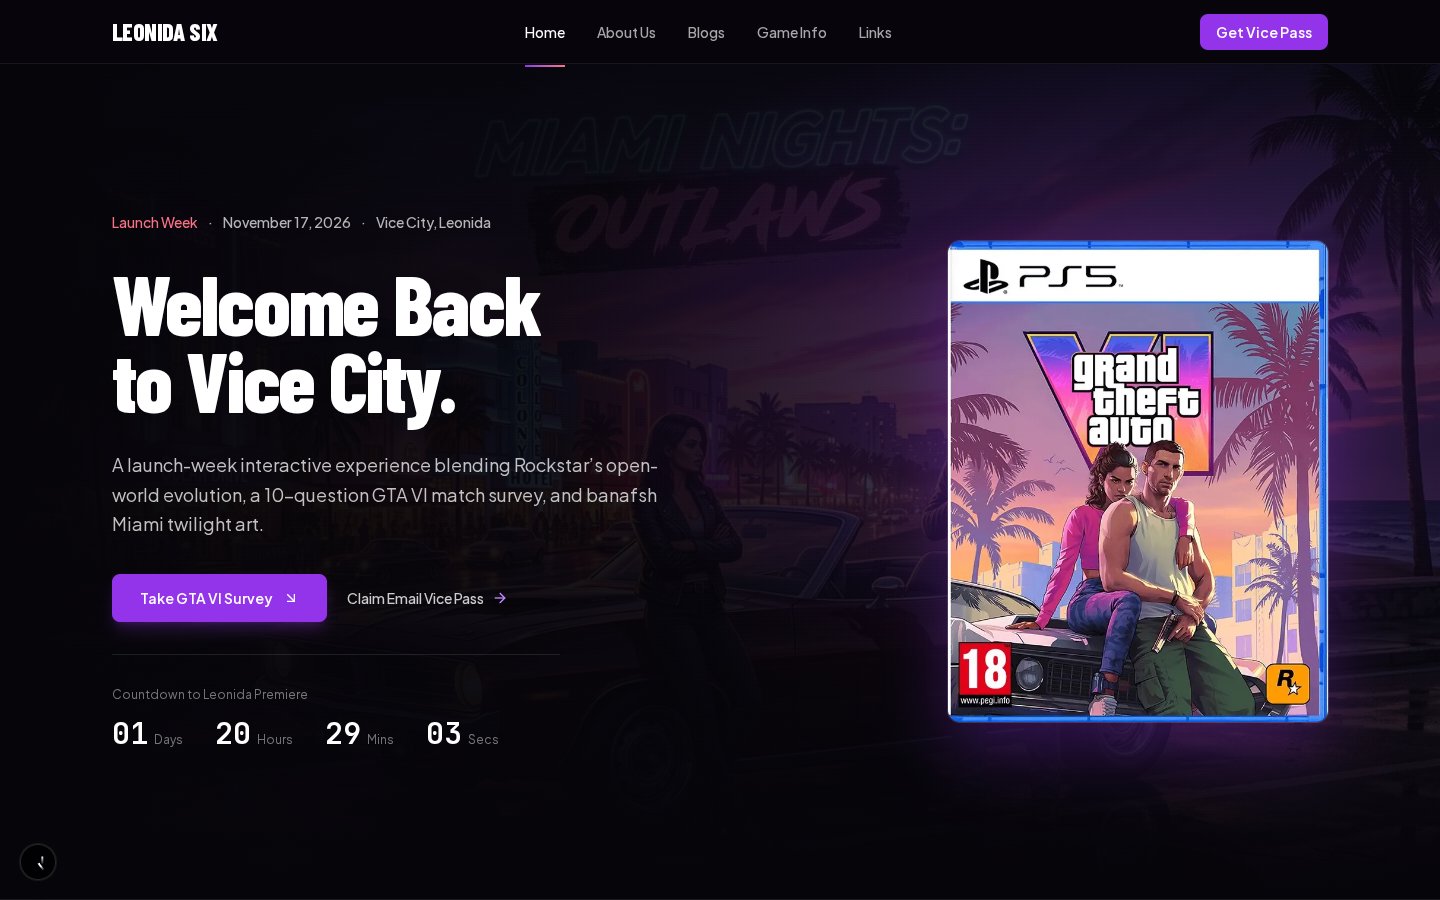 LEONIDA SIX
Home
About Us
Blogs
Game Info
Links
Get Vice Pass
MIAMI NIGHTS:
OUTLAWS
Launch Week · November 17, 2026 · Vice City, Leonida
Welcome Back
to Vice City.
A launch-week interactive experience blending Rockstar's open-
world evolution, a 10–question GTA VI match survey, and banafsh
Miami twilight art.
Take GTA VI Survey
Claim Email Vice Pass
Countdown to Leonida Premiere
01 Days 20 Hours 29 Mins 03 Secs
PS5
VI
grand
theft
auto
18
www.pegi.info
R
COLONY
HOTEL